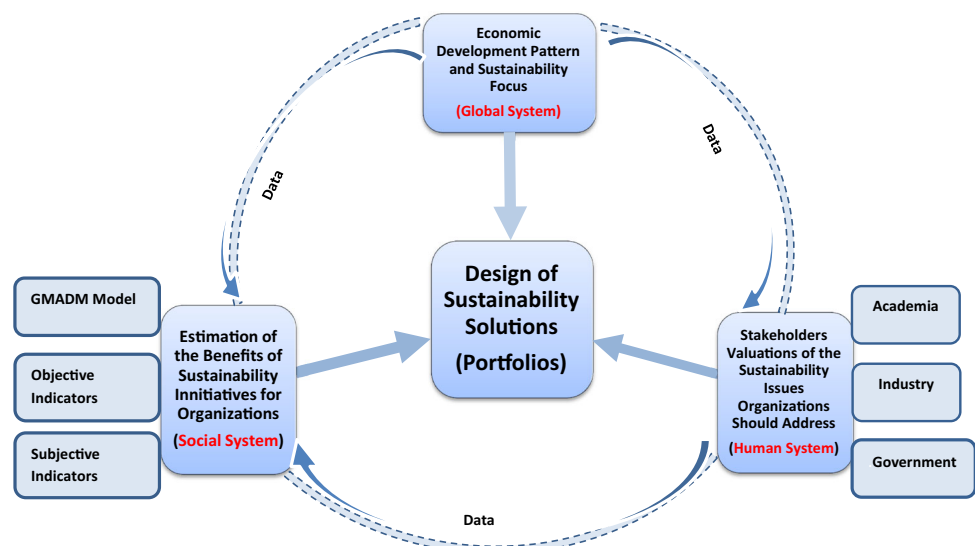 Economic
Development Pattern
and Sustainability
Focus
(Global System)
Data
Data
Design of
Sustainability
Solutions
(Portfolios)
GMADM Model
Objective
Indicators
Subjective
Indicators
Estimation of
the Benefits of
Sustainability
Innitiatives for
Organizations
(Social System)
Stakeholders
Valuations of the
Sustainability
Issues
Organizations
Should Address
(Human System)
Academia
Industry
Government
Data